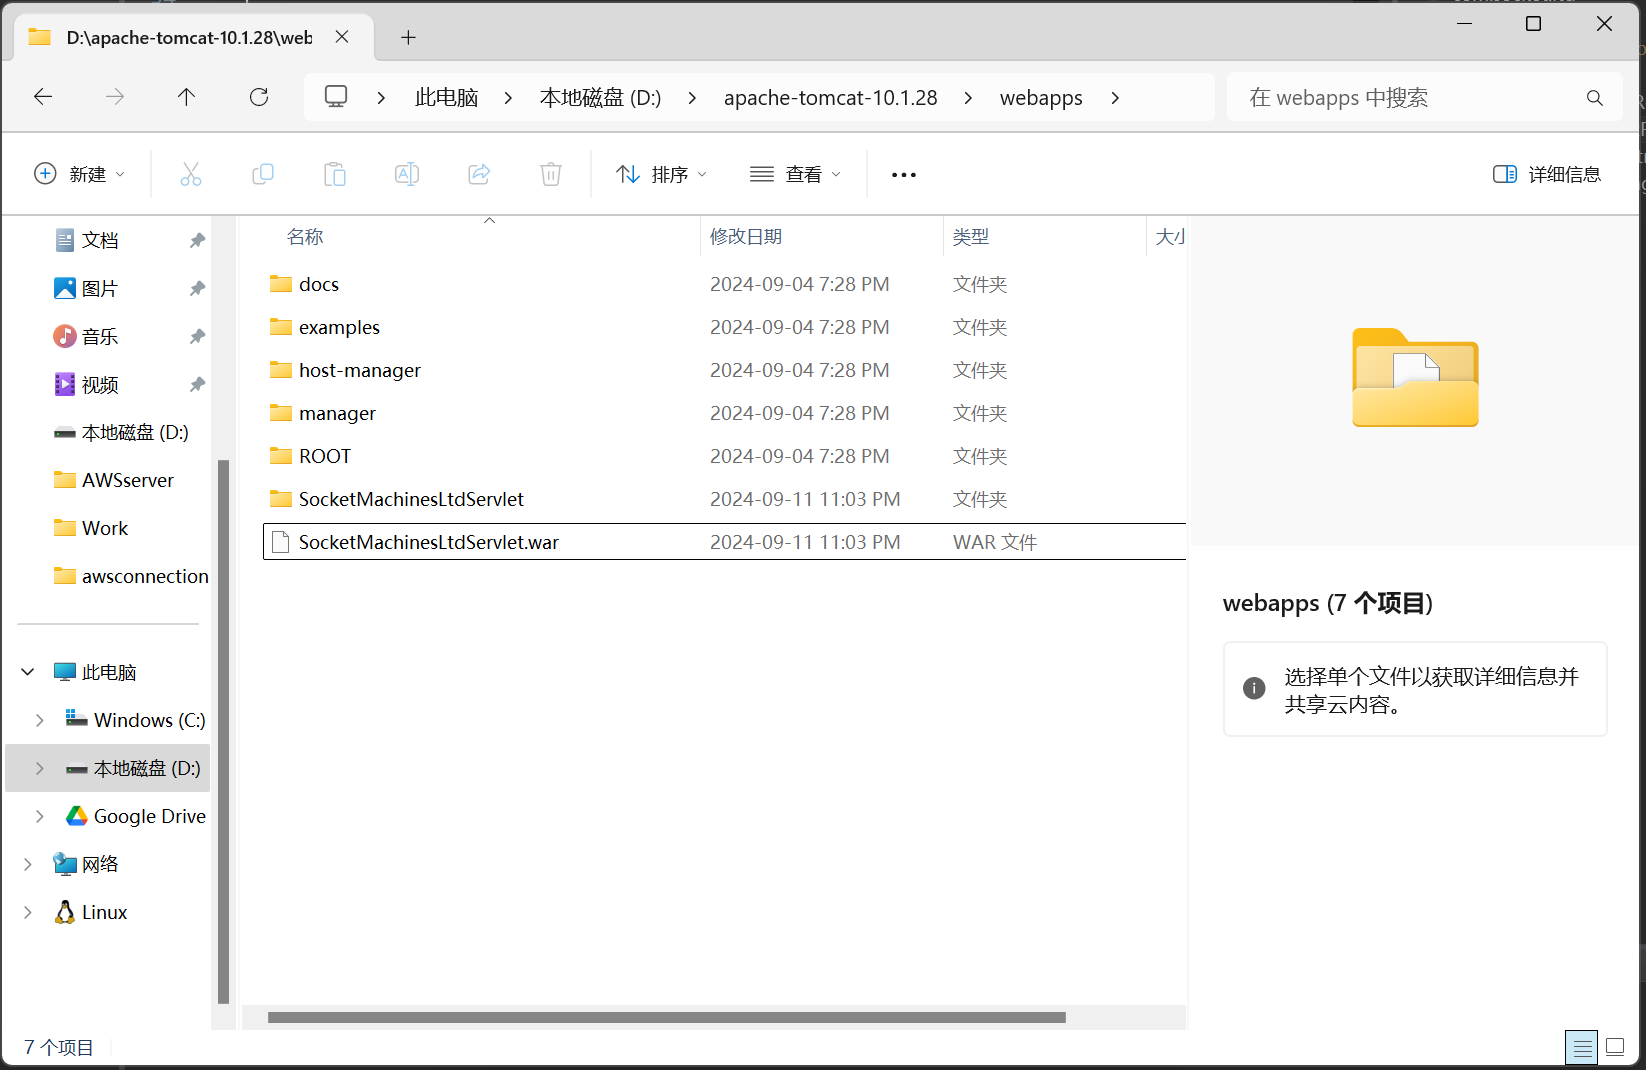 D:\apache-tomcat-10.1.28\web
此电脑 本地磁盘 (D:) apache-tomcat-10.1.28 webapps
在 webapps 中搜索
新建 排序 查看 详细信息
文档
图片
音乐
视频
本地磁盘 (D:)
AWSserver
Work
awsconnection
此电脑
Windows (C:)
本地磁盘 (D:)
Google Drive
网络
Linux
名称 修改日期 类型 大小
docs 2024-09-04 7:28 PM 文件夹
examples 2024-09-04 7:28 PM 文件夹
host-manager 2024-09-04 7:28 PM 文件夹
manager 2024-09-04 7:28 PM 文件夹
ROOT 2024-09-04 7:28 PM 文件夹
SocketMachinesLtdServlet 2024-09-11 11:03 PM 文件夹
SocketMachinesLtdServlet.war 2024-09-11 11:03 PM WAR 文件
webapps (7 个项目)
选择单个文件以获取详细信息并
共享云内容。
7 个项目